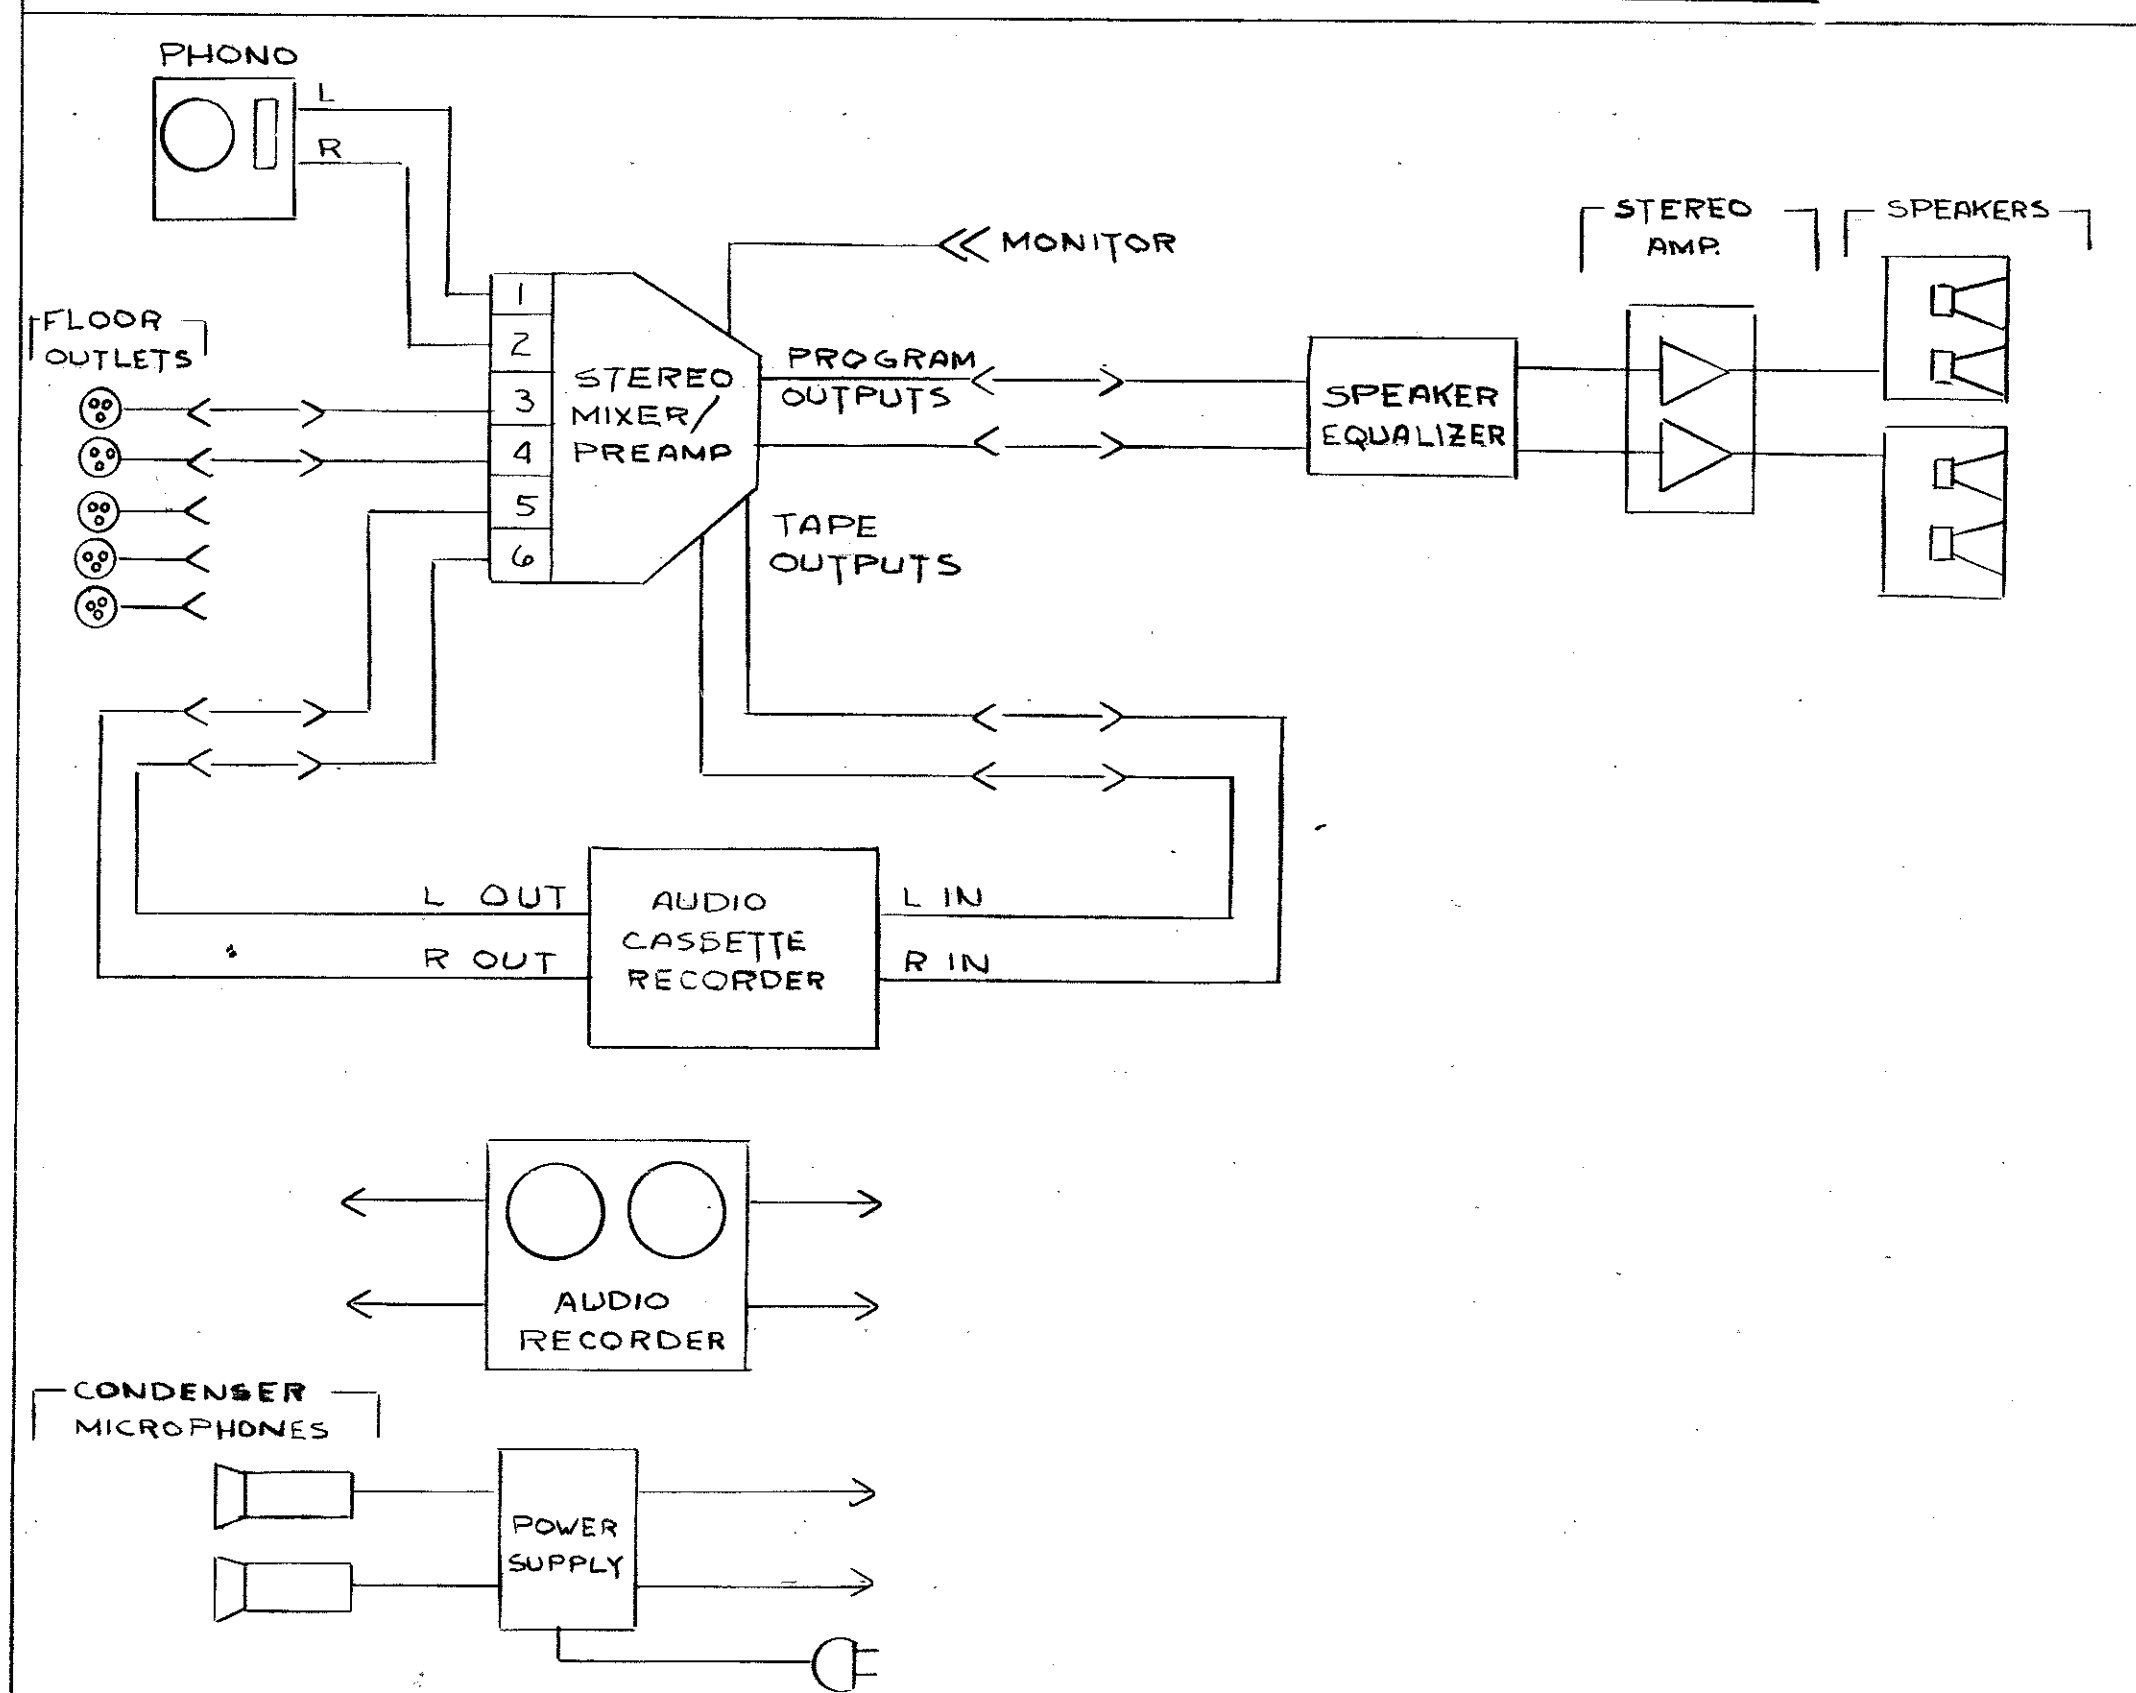 PHONO
L
R
FLOOR
OUTLETS
1
2
3
4
5
6
STEREO
MIXER/
PREAMP
MONITOR
PROGRAM
OUTPUTS
TAPE
OUTPUTS
SPEAKER
EQUALIZER
STEREO
AMP.
SPEAKERS
L OUT
R OUT
AUDIO
CASSETTE
RECORDER
L IN
R IN
AUDIO
RECORDER
CONDENSER
MICROPHONES
POWER
SUPPLY